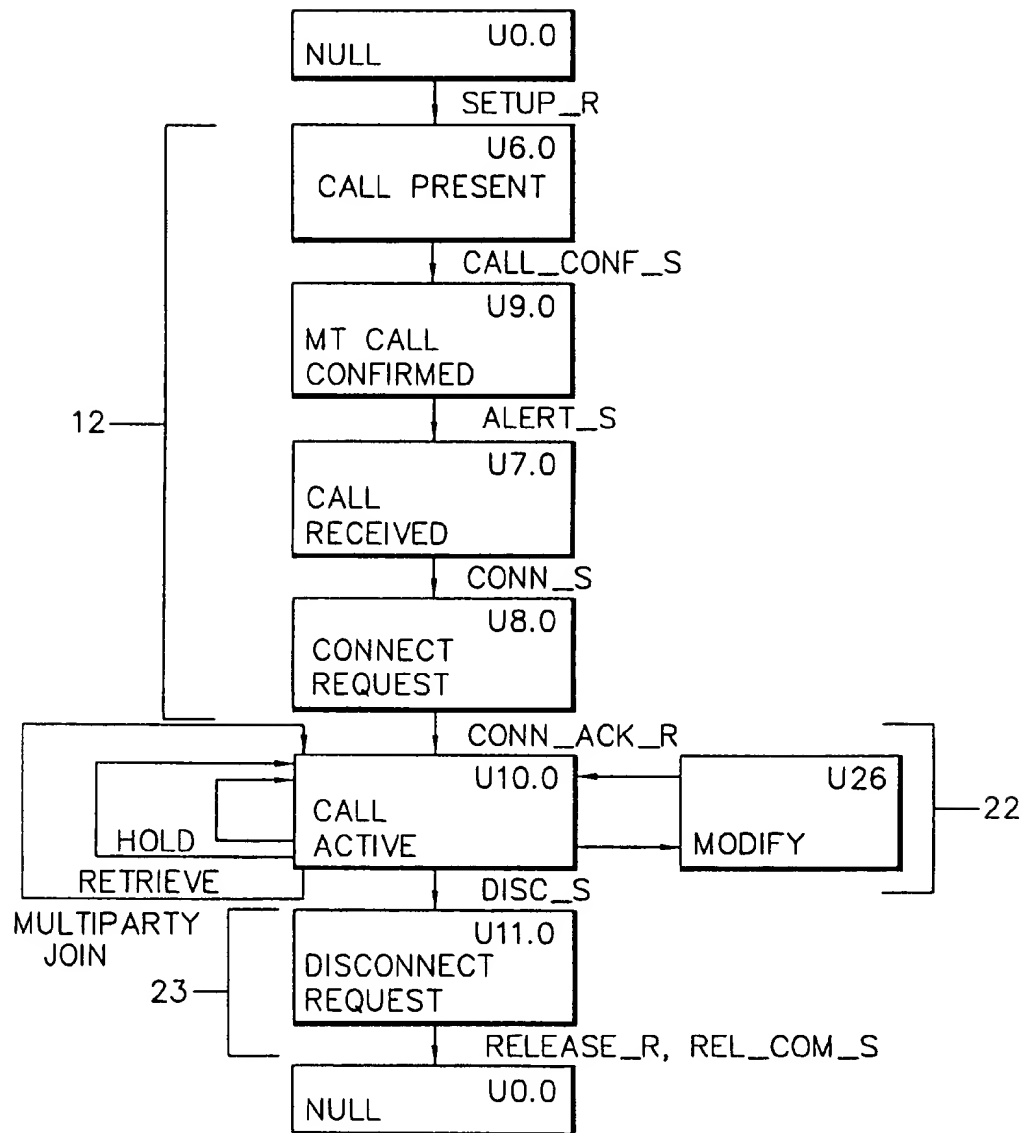 U0.0
NULL
SETUP_R
U6.0
CALL PRESENT
CALL_CONF_S
U9.0
MT CALL
CONFIRMED
ALERT_S
12
U7.0
CALL
RECEIVED
CONN_S
U8.0
CONNECT
REQUEST
CONN_ACK_R
U10.0
CALL
ACTIVE
U26
MODIFY
22
HOLD
RETRIEVE
MULTIPARTY
JOIN
DISC_S
U11.0
DISCONNECT
REQUEST
23
RELEASE_R, REL_COM_S
U0.0
NULL